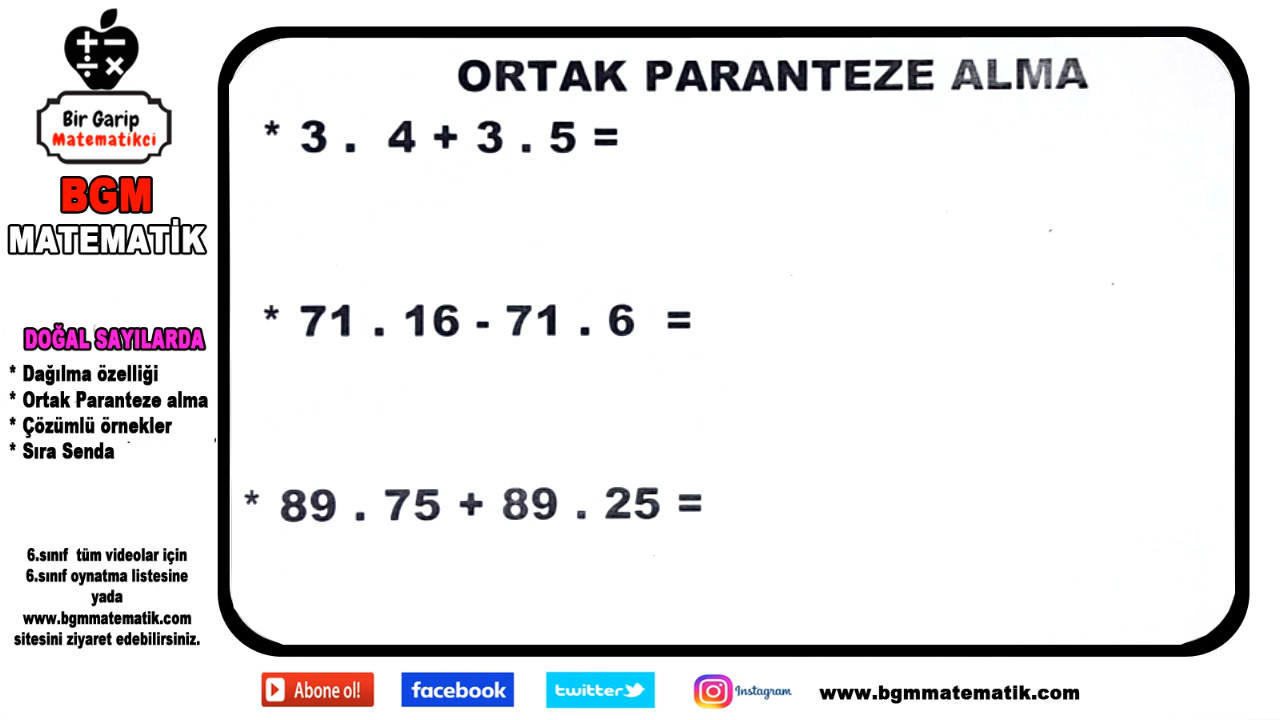 Bir Garip
Matematikci
BGM
MATEMATİK
DOĞAL SAYILARDA
* Dağılma özelliği
* Ortak Paranteze alma
* Çözümlü örnekler
* Sıra Senda
6.sınıf tüm videolar için
6.sınıf oynatma listesine
yada
www.bgmmatematik.com
sitesini ziyaret edebilirsiniz.
ORTAK PARANTEZE ALMA
* 3 . 4 + 3 . 5 =
* 71 . 16 - 71 . 6 =
* 89 . 75 + 89 . 25 =
Abone ol!
facebook
twitter
Instagram
www.bgmmatematik.com